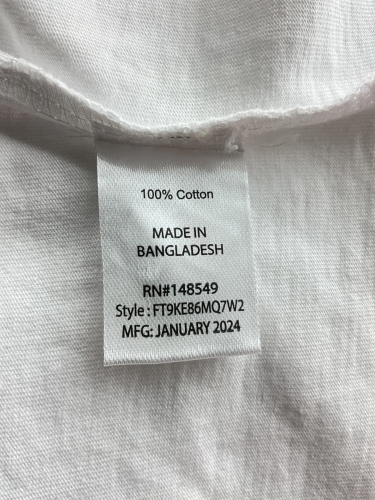 100% Cotton
MADE IN
BANGLADESH
RN#148549
Style : FT9KE86MQ7W2
MFG: JANUARY 2024